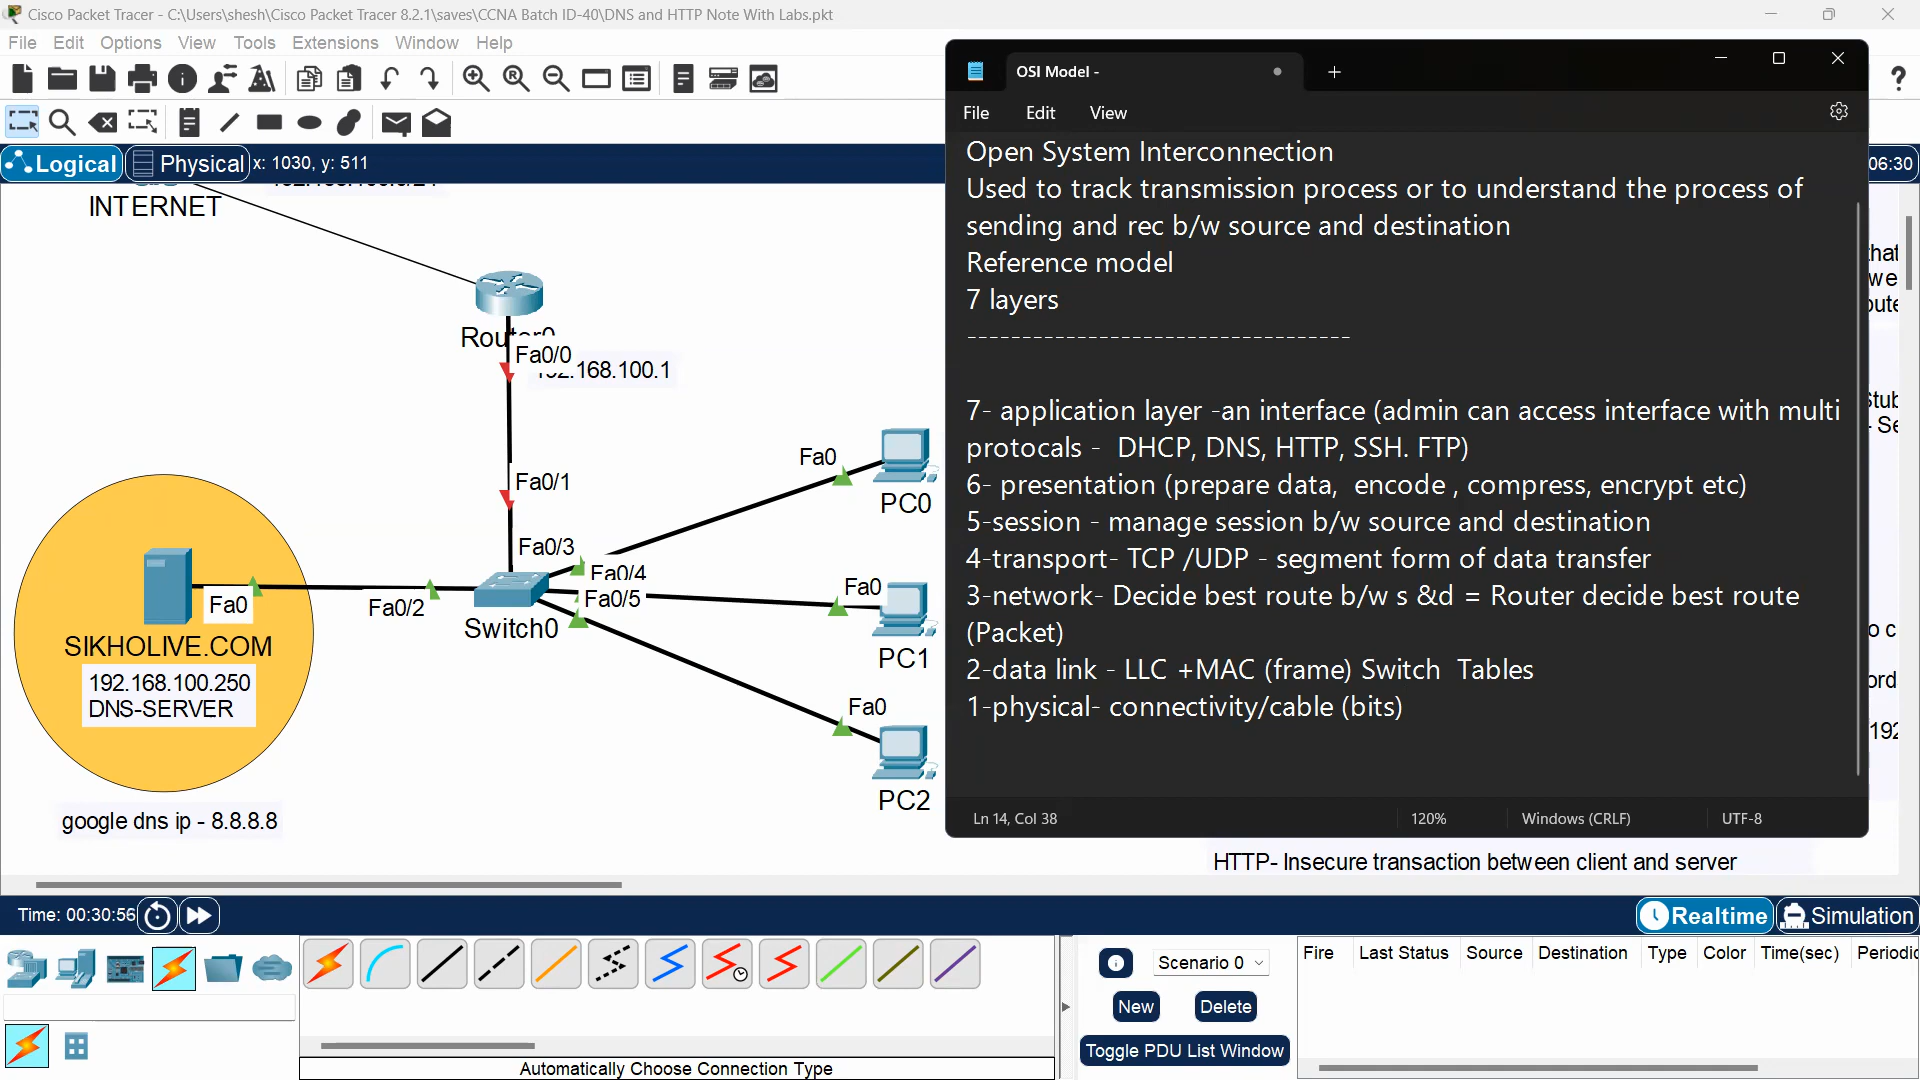 Cisco Packet Tracer - C:\Users\shesh\Cisco Packet Tracer 8.2.1\saves\CCNA Batch ID-40\DNS and HTTP Note With Labs.pkt
File Edit Options View Tools Extensions Window Help
Logical Physical x: 1030, y: 511
06:30
INTERNET
Router0
Fa0/0
.168.100.1
Fa0/1
Fa0/3
Fa0/4
Fa0/5
Fa0/2
Switch0
Fa0
PC0
Fa0
PC1
Fa0
PC2
Fa0
SIKHOLIVE.COM
192.168.100.250
DNS-SERVER
google dns ip - 8.8.8.8
OSI Model -
File Edit View
Open System Interconnection
Used to track transmission process or to understand the process of
sending and rec b/w source and destination
Reference model
7 layers
-----------------------------------
7- application layer -an interface (admin can access interface with multi
protocals - DHCP, DNS, HTTP, SSH. FTP)
6- presentation (prepare data, encode , compress, encrypt etc)
5-session - manage session b/w source and destination
4-transport- TCP /UDP - segment form of data transfer
3-network- Decide best route b/w s &d = Router decide best route
(Packet)
2-data link - LLC +MAC (frame) Switch Tables
1-physical- connectivity/cable (bits)
Ln 14, Col 38 120% Windows (CRLF) UTF-8
HTTP- Insecure transaction between client and server
Time: 00:30:56
Realtime Simulation
Scenario 0
New Delete
Toggle PDU List Window
Fire Last Status Source Destination Type Color Time(sec) Periodic
Automatically Choose Connection Type